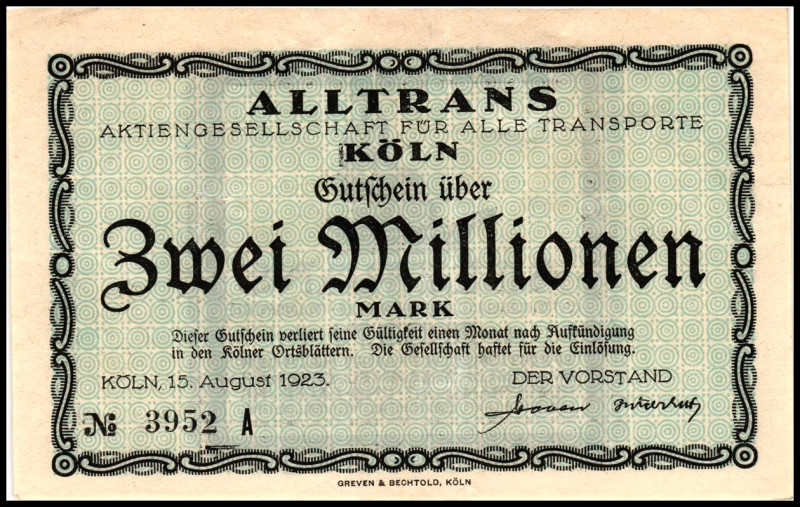 ALLTRANS
AKTIENGESELLSCHAFT FÜR ALLE TRANSPORTE
KÖLN
Gutschein über
Zwei Millionen
MARK
Dieser Gutschein verliert seine Gültigkeit einen Monat nach Aufkündigung
in den Kölner Ortsblättern. Die Gesellschaft haftet für die Einlösung.
KÖLN, 15. August 1923. DER VORSTAND
№ 3952 A
GREVEN & BECHTOLD, KÖLN